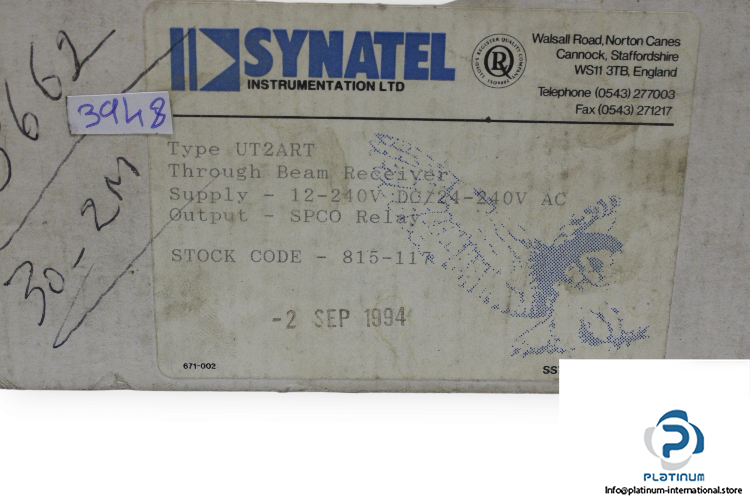 SYNATEL
INSTRUMENTATION LTD
Walsall Road, Norton Canes
Cannock, Staffordshire
WS11 3TB, England
Telephone (0543) 277003
Fax (0543) 271217
3948
30-2M
Type UT2ART
Through Beam Receiver
Supply - 12-240V DC/24-240V AC
Output - SPCO Relay
STOCK CODE - 815-117
-2 SEP 1994
671-002
PLATINUM
Info@platinum-international.store